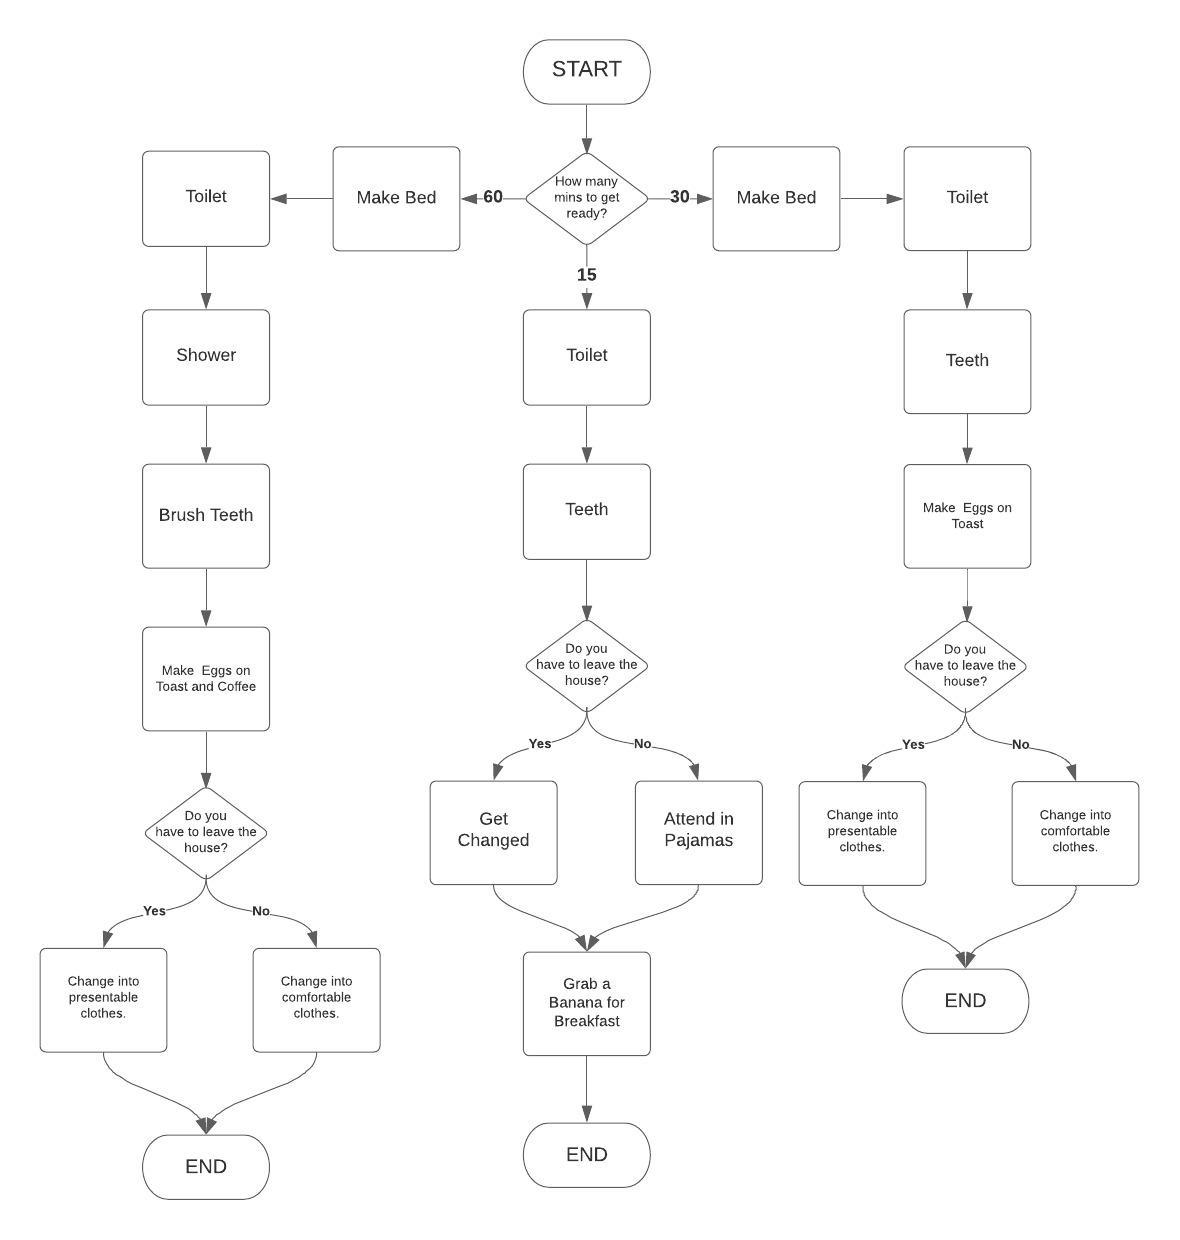 START
How many
mins to get
ready?
60
Make Bed
Toilet
Shower
Brush Teeth
Make  Eggs on
Toast and Coffee
Do you
have to leave the
house?
Yes
No
Change into
presentable
clothes.
Change into
comfortable
clothes.
END
15
Toilet
Teeth
Do you
have to leave the
house?
Yes
No
Get
Changed
Attend in
Pajamas
Grab a
Banana for
Breakfast
END
30
Make Bed
Toilet
Teeth
Make  Eggs on
Toast
Do you
have to leave the
house?
Yes
No
Change into
presentable
clothes.
Change into
comfortable
clothes.
END